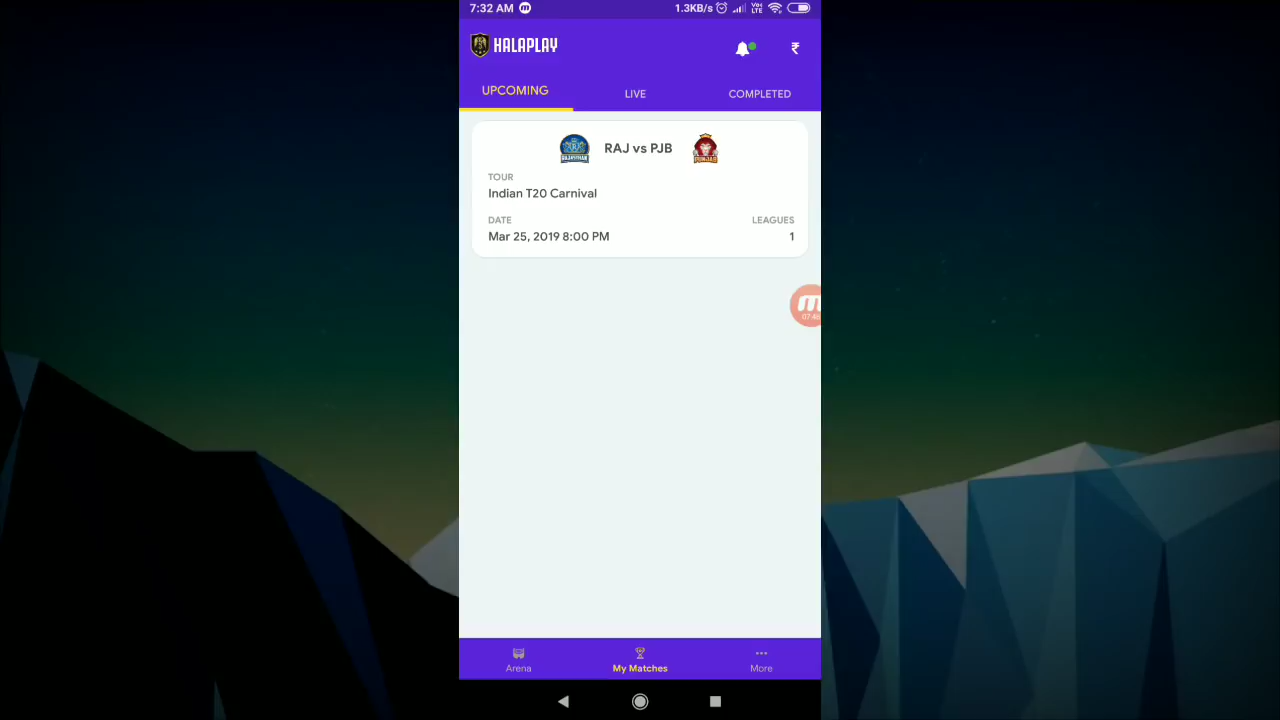 7:32 AM
1.3KB/s
HALAPLAY
₹
UPCOMING
LIVE
COMPLETED
RAJ vs PJB
TOUR
Indian T20 Carnival
DATE
LEAGUES
Mar 25, 2019 8:00 PM
1
Arena
My Matches
More